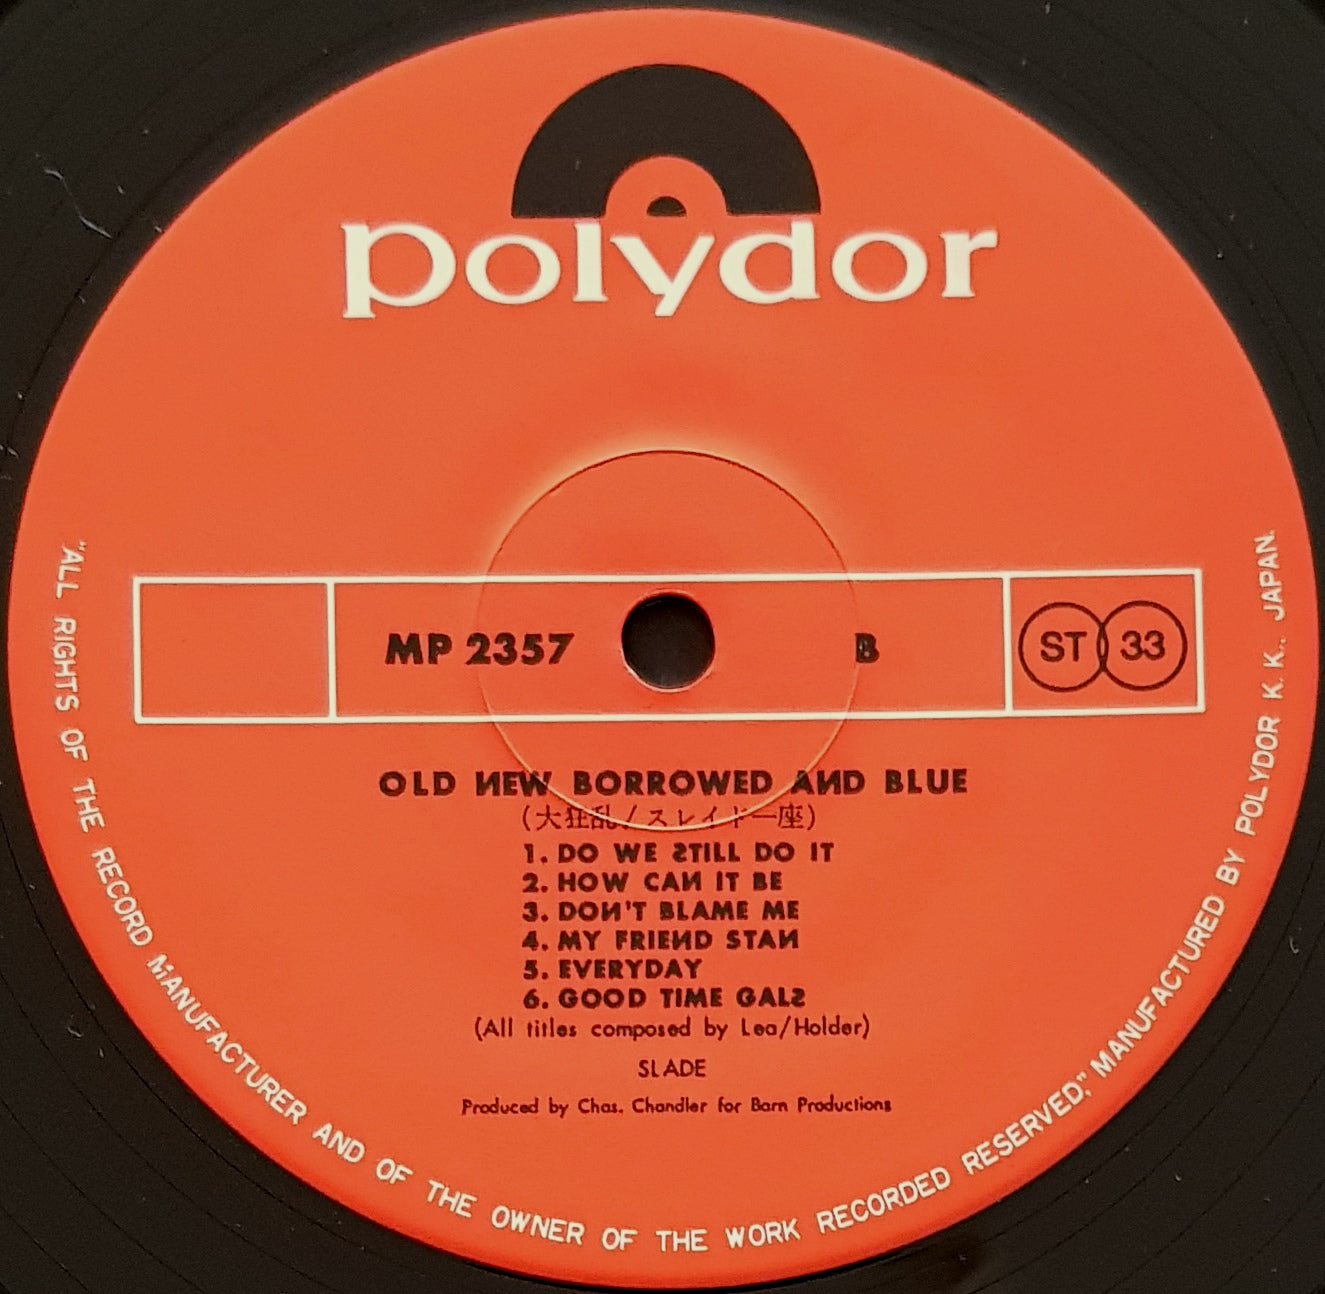 polydor
MP 2357 B ST 33
OLD NEW BORROWED AND BLUE
(大狂乱/スレイド一座)
1. DO WE STILL DO IT
2. HOW CAN IT BE
3. DON'T BLAME ME
4. MY FRIEND STAN
5. EVERYDAY
6. GOOD TIME GALS
(All titles composed by Lea/Holder)
SLADE
Produced by Chas. Chandler for Barn Productions
"ALL RIGHTS OF THE RECORD MANUFACTURER AND OF THE OWNER OF THE WORK RECORDED RESERVED," MANUFACTURED BY POLYDOR K. K.. JAPAN.